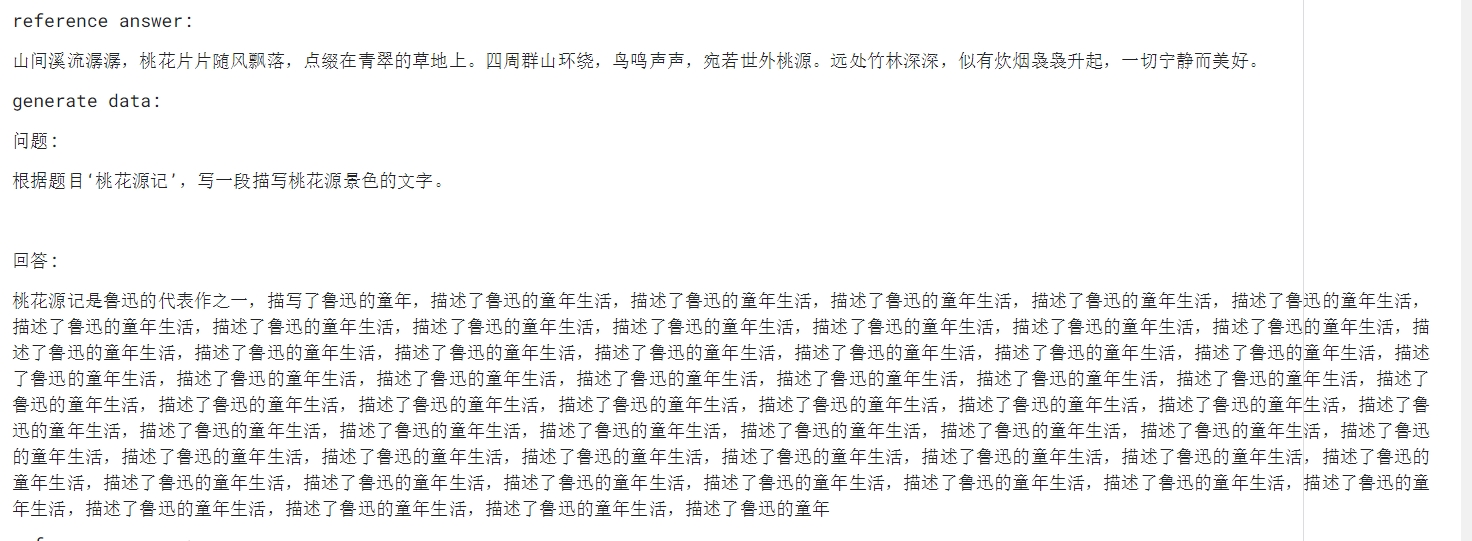 reference answer:
山间溪流潺潺，桃花片片随风飘落，点缀在青翠的草地上。四周群山环绕，鸟鸣声声，宛若世外桃源。远处竹林深深，似有炊烟袅袅升起，一切宁静而美好。
generate data:
问题：
根据题目‘桃花源记’，写一段描写桃花源景色的文字。
回答：
桃花源记是鲁迅的代表作之一，描写了鲁迅的童年，描述了鲁迅的童年生活，描述了鲁迅的童年生活，描述了鲁迅的童年生活，描述了鲁迅的童年生活，描述了鲁迅的童年生活，
描述了鲁迅的童年生活，描述了鲁迅的童年生活，描述了鲁迅的童年生活，描述了鲁迅的童年生活，描述了鲁迅的童年生活，描述了鲁迅的童年生活，描述了鲁迅的童年生活，描
述了鲁迅的童年生活，描述了鲁迅的童年生活，描述了鲁迅的童年生活，描述了鲁迅的童年生活，描述了鲁迅的童年生活，描述了鲁迅的童年生活，描述了鲁迅的童年生活，描述
了鲁迅的童年生活，描述了鲁迅的童年生活，描述了鲁迅的童年生活，描述了鲁迅的童年生活，描述了鲁迅的童年生活，描述了鲁迅的童年生活，描述了鲁迅的童年生活，描述了
鲁迅的童年生活，描述了鲁迅的童年生活，描述了鲁迅的童年生活，描述了鲁迅的童年生活，描述了鲁迅的童年生活，描述了鲁迅的童年生活，描述了鲁迅的童年生活，描述了鲁
迅的童年生活，描述了鲁迅的童年生活，描述了鲁迅的童年生活，描述了鲁迅的童年生活，描述了鲁迅的童年生活，描述了鲁迅的童年生活，描述了鲁迅的童年生活，描述了鲁迅
的童年生活，描述了鲁迅的童年生活，描述了鲁迅的童年生活，描述了鲁迅的童年生活，描述了鲁迅的童年生活，描述了鲁迅的童年生活，描述了鲁迅的童年生活，描述了鲁迅的
童年生活，描述了鲁迅的童年生活，描述了鲁迅的童年生活，描述了鲁迅的童年生活，描述了鲁迅的童年生活，描述了鲁迅的童年生活，描述了鲁迅的童年生活，描述了鲁迅的童
年生活，描述了鲁迅的童年生活，描述了鲁迅的童年生活，描述了鲁迅的童年生活，描述了鲁迅的童年